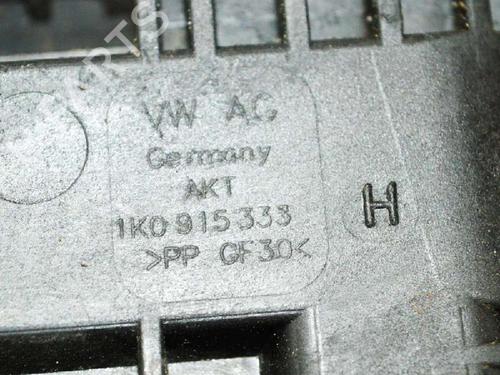 VW AG
Germany
AKT
1K0 915 333
>PP GF30<
H